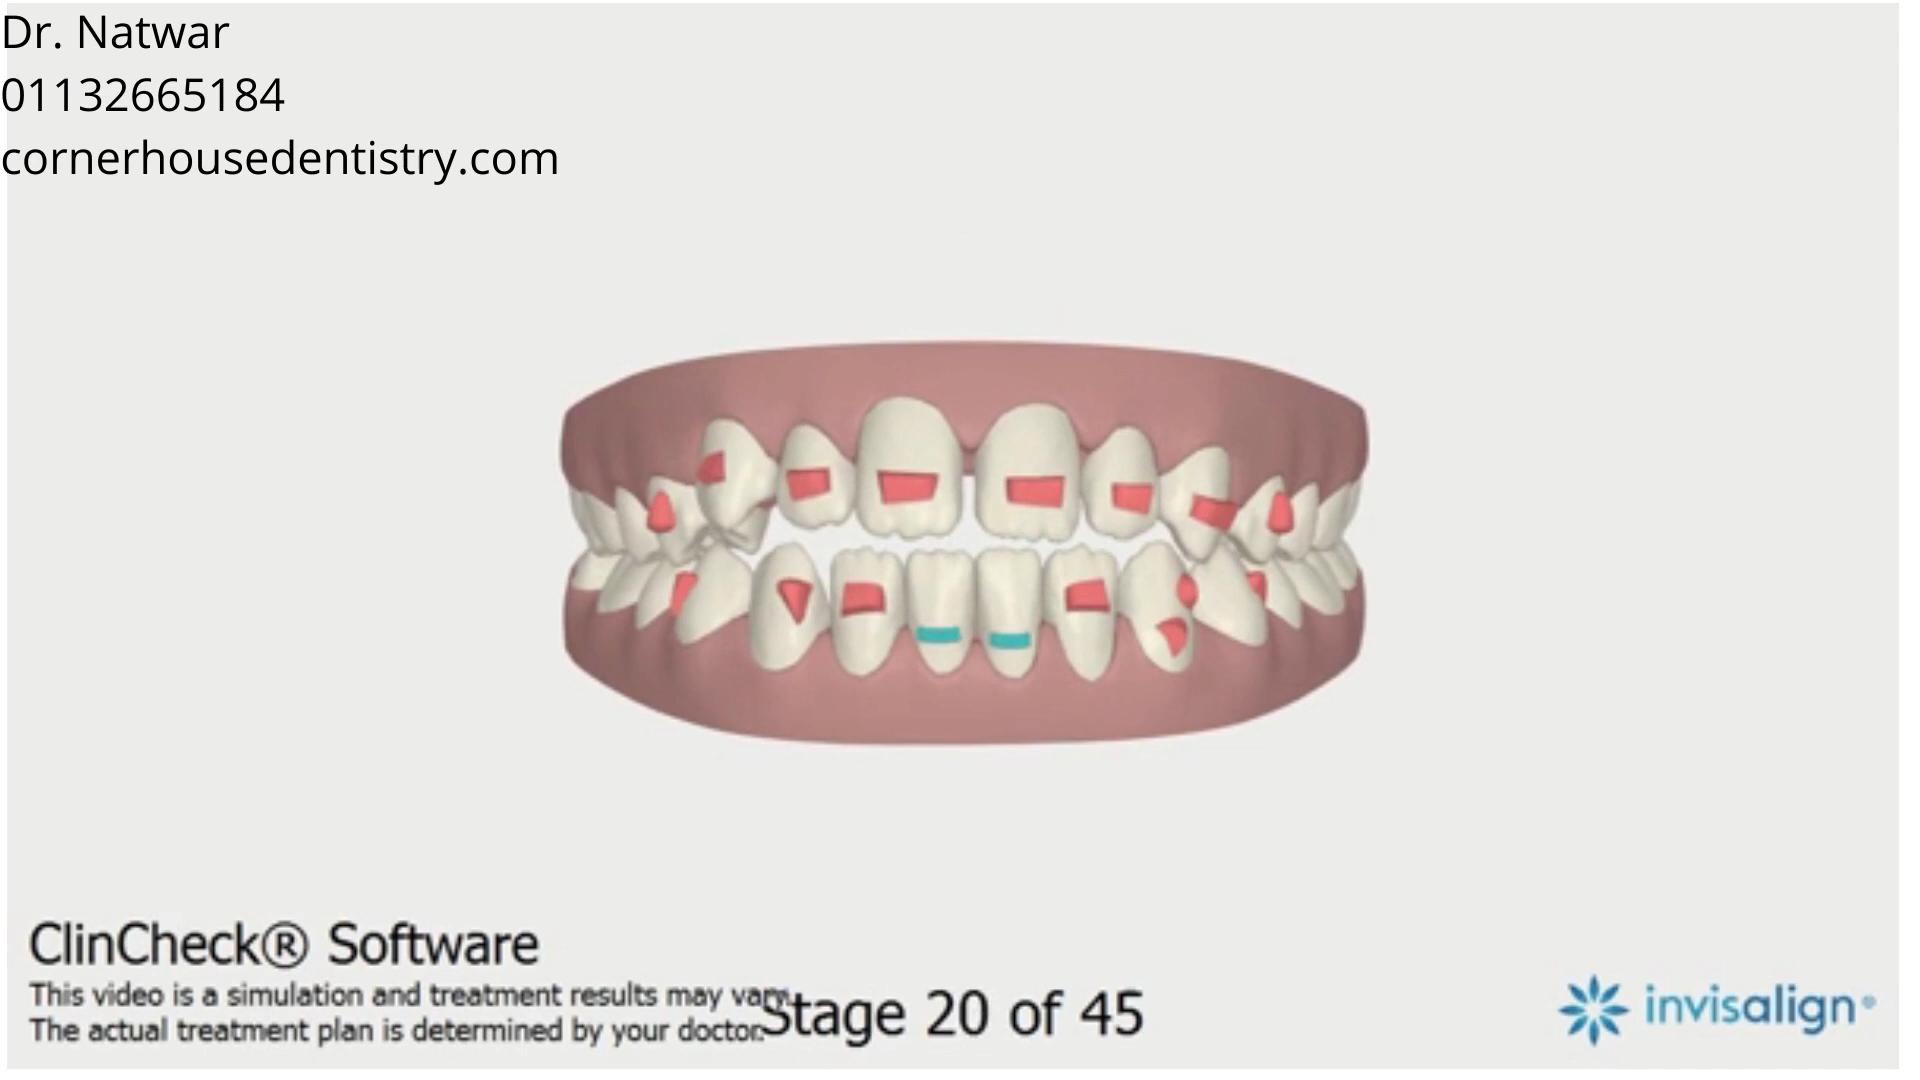 Dr. Natwar
01132665184
cornerhousedentistry.com
ClinCheck® Software
This video is a simulation and treatment results may vary.
The actual treatment plan is determined by your doctor.
Stage 20 of 45
invisalign®